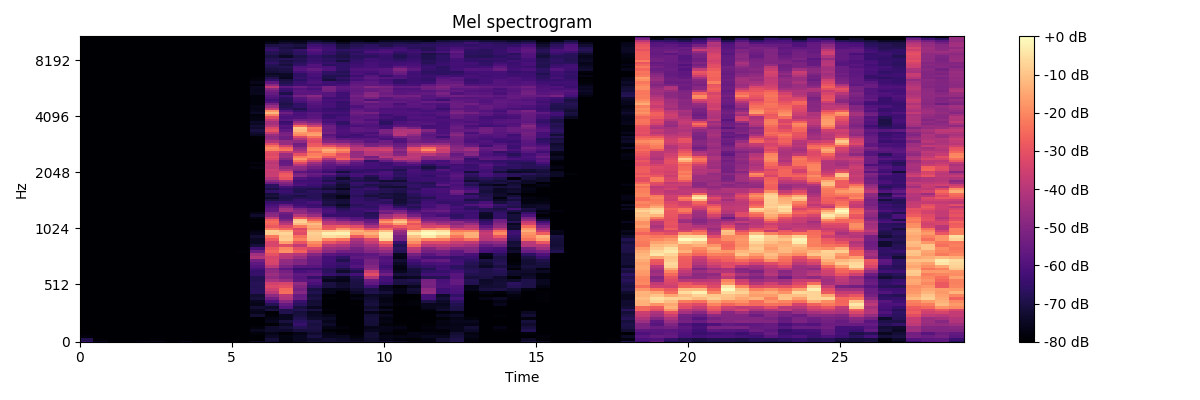 Mel spectrogram
8192
4096
2048
1024
512
0
Hz
0 5 10 15 20 25
Time
+0 dB
-10 dB
-20 dB
-30 dB
-40 dB
-50 dB
-60 dB
-70 dB
-80 dB